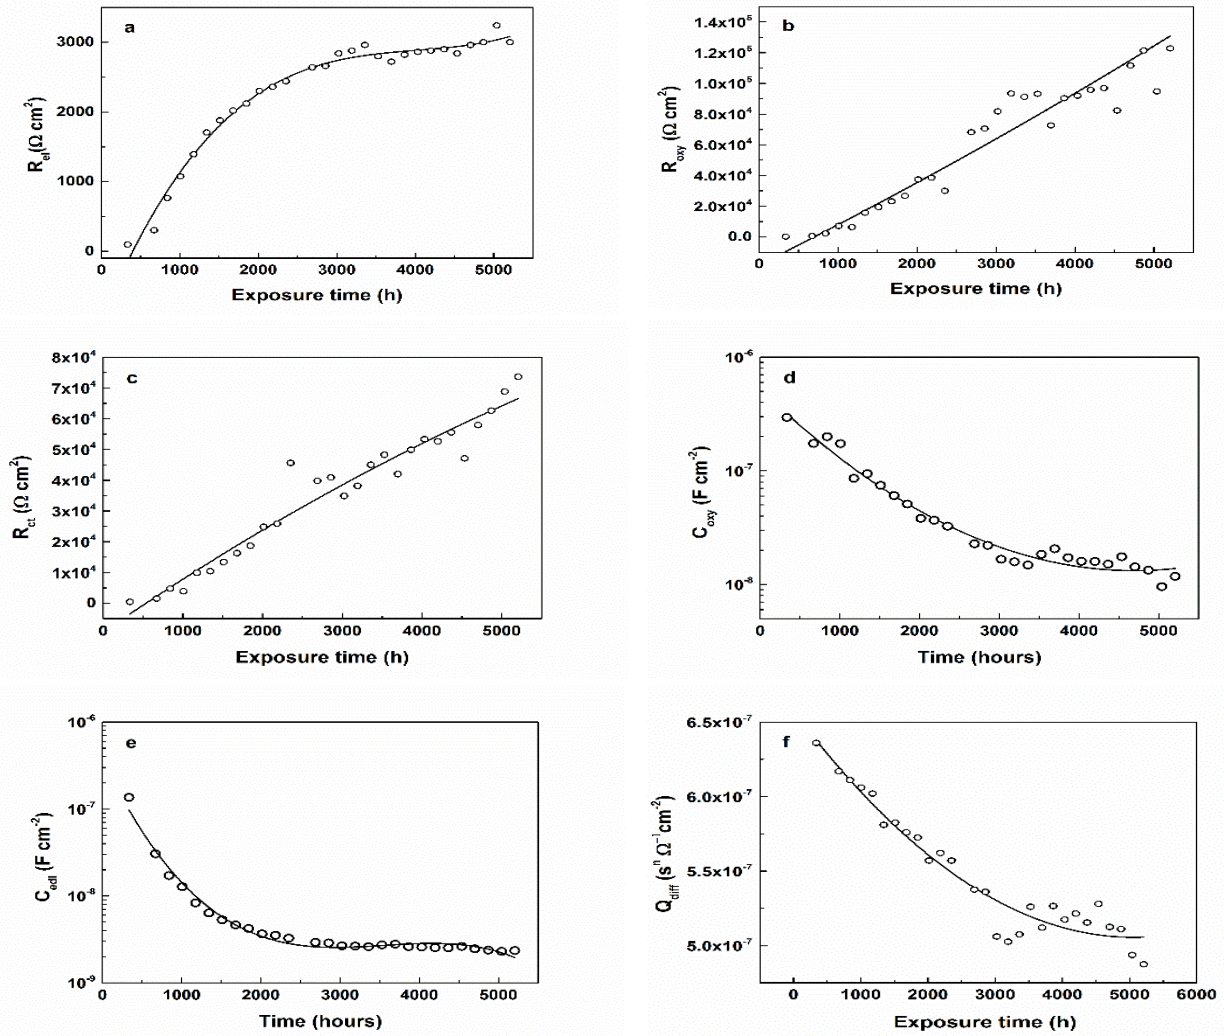 a
3000
2000
1000
0
R_el(Ω cm²)
0 1000 2000 3000 4000 5000
Exposure time (h)
b
1.4x10⁵
1.2x10⁵
1.0x10⁵
8.0x10⁴
6.0x10⁴
4.0x10⁴
2.0x10⁴
0.0
R_oxy (Ω cm²)
0 1000 2000 3000 4000 5000
Exposure time (h)
c
8x10⁴
7x10⁴
6x10⁴
5x10⁴
4x10⁴
3x10⁴
2x10⁴
1x10⁴
0
R_ct (Ω cm²)
0 1000 2000 3000 4000 5000
Exposure time (h)
d
10⁻⁶
10⁻⁷
10⁻⁸
C_oxy (F cm⁻²)
0 1000 2000 3000 4000 5000
Time (hours)
e
10⁻⁶
10⁻⁷
10⁻⁸
10⁻⁹
C_edl (F cm⁻²)
0 1000 2000 3000 4000 5000
Time (hours)
f
6.5x10⁻⁷
6.0x10⁻⁷
5.5x10⁻⁷
5.0x10⁻⁷
Q_diff (sⁿ Ω⁻¹cm⁻²)
0 1000 2000 3000 4000 5000 6000
Exposure time (h)